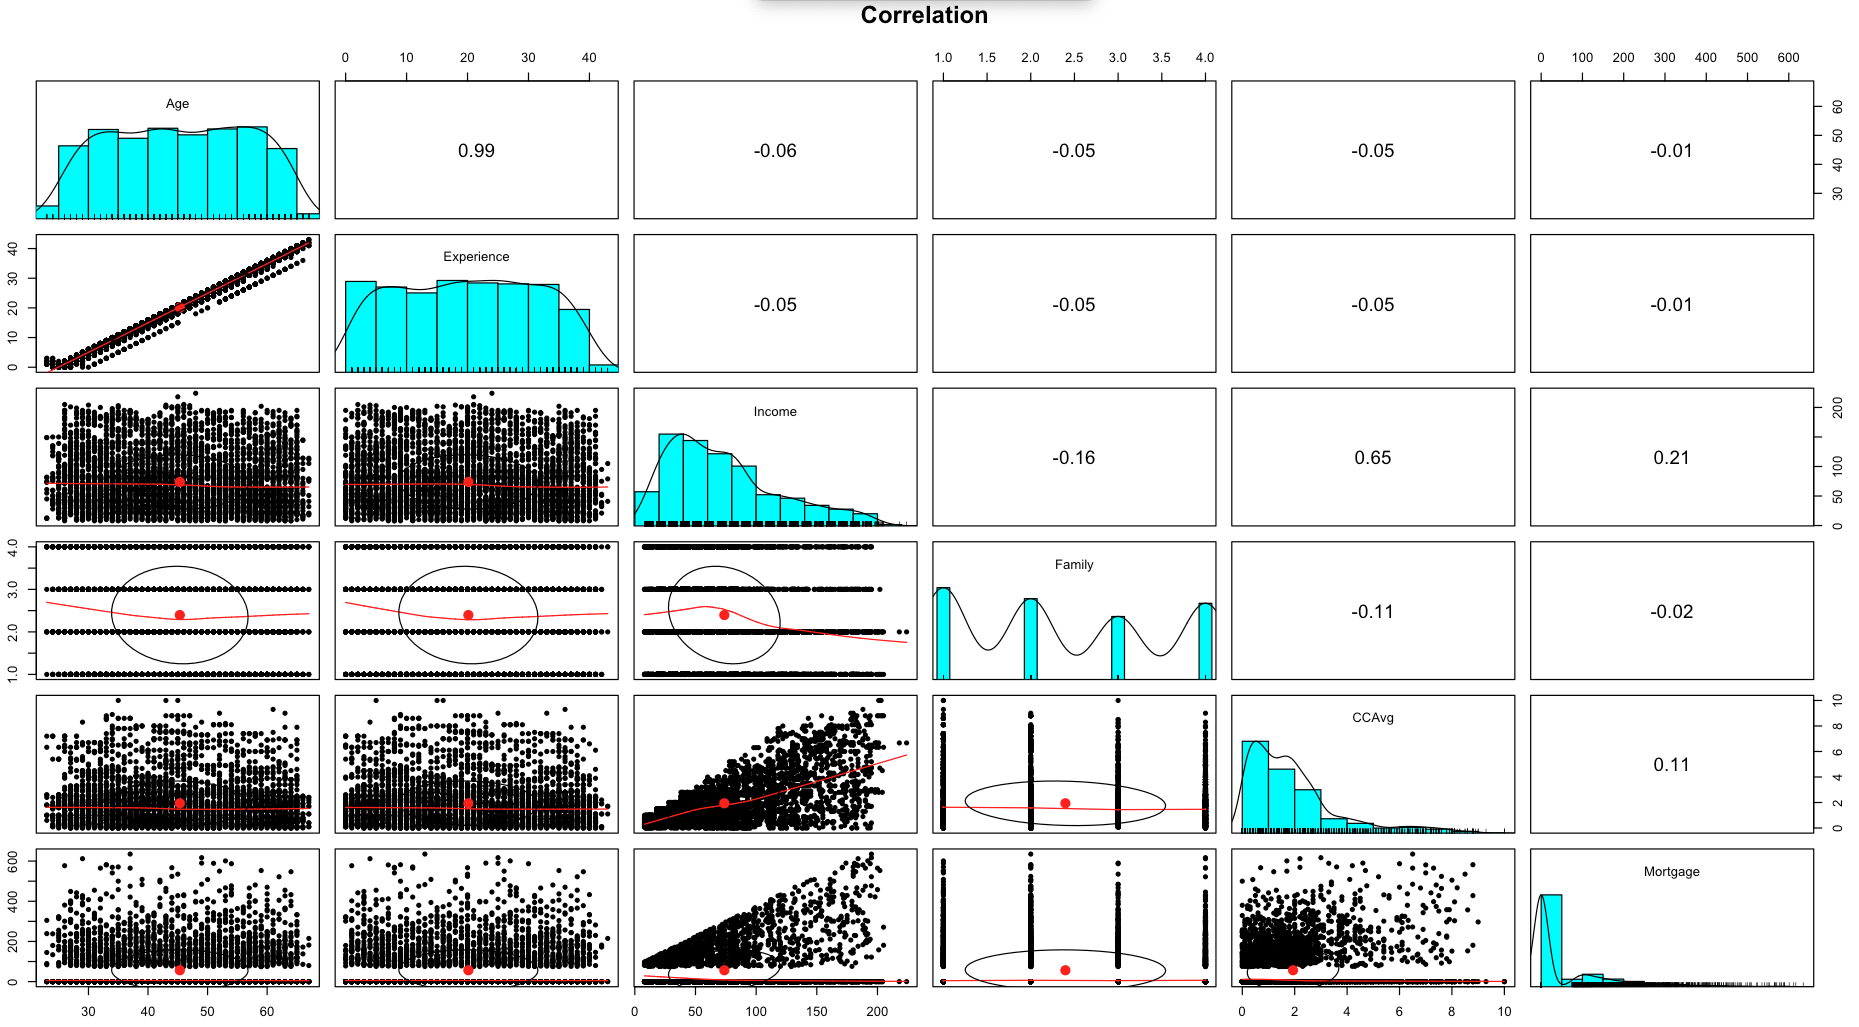 Correlation
0 10 20 30 40
1.0 1.5 2.0 2.5 3.0 3.5 4.0
0 100 200 300 400 500 600
Age
0.99
-0.06
-0.05
-0.05
-0.01
30 40 50 60
0 10 20 30 40
Experience
-0.05
-0.05
-0.05
-0.01
Income
-0.16
0.65
0.21
0 50 100 200
1.0 2.0 3.0 4.0
Family
-0.11
-0.02
CCAvg
0.11
0 2 4 6 8 10
0 200 400 600
Mortgage
30 40 50 60
0 50 100 150 200
0 2 4 6 8 10